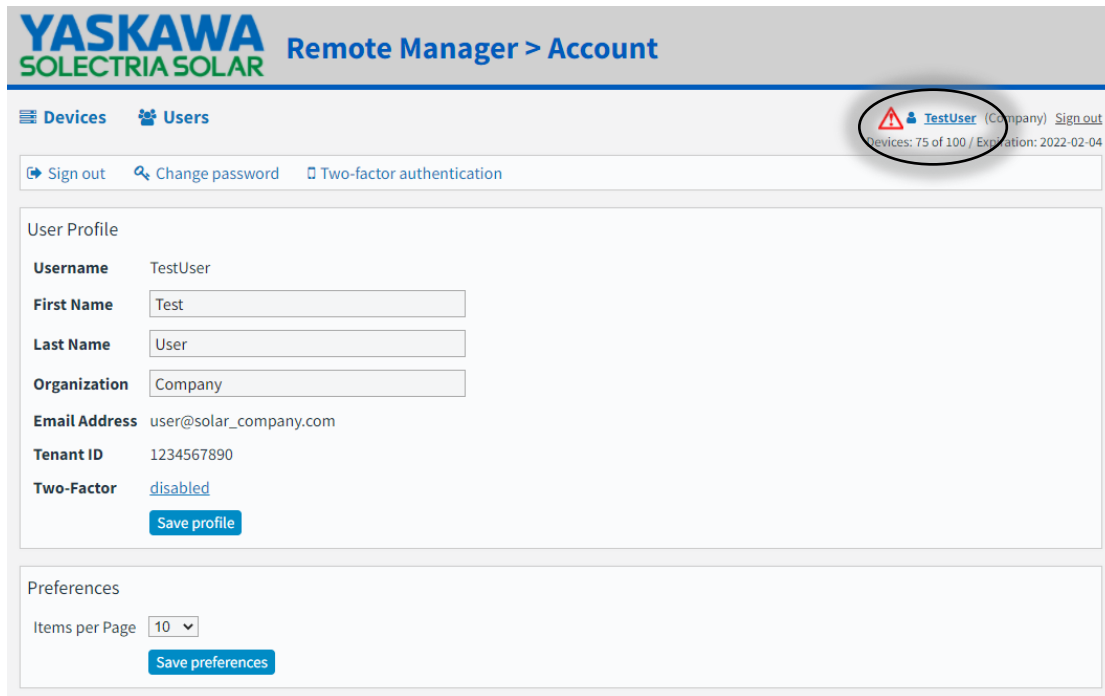 YASKAWA
SOLECTRIA SOLAR
Remote Manager > Account
Devices Users
TestUser (Company) Sign out
Devices: 75 of 100 / Expiration: 2022-02-04
Sign out Change password Two-factor authentication
User Profile
Username TestUser
First Name Test
Last Name User
Organization Company
Email Address user@solar_company.com
Tenant ID 1234567890
Two-Factor disabled
Save profile
Preferences
Items per Page 10
Save preferences